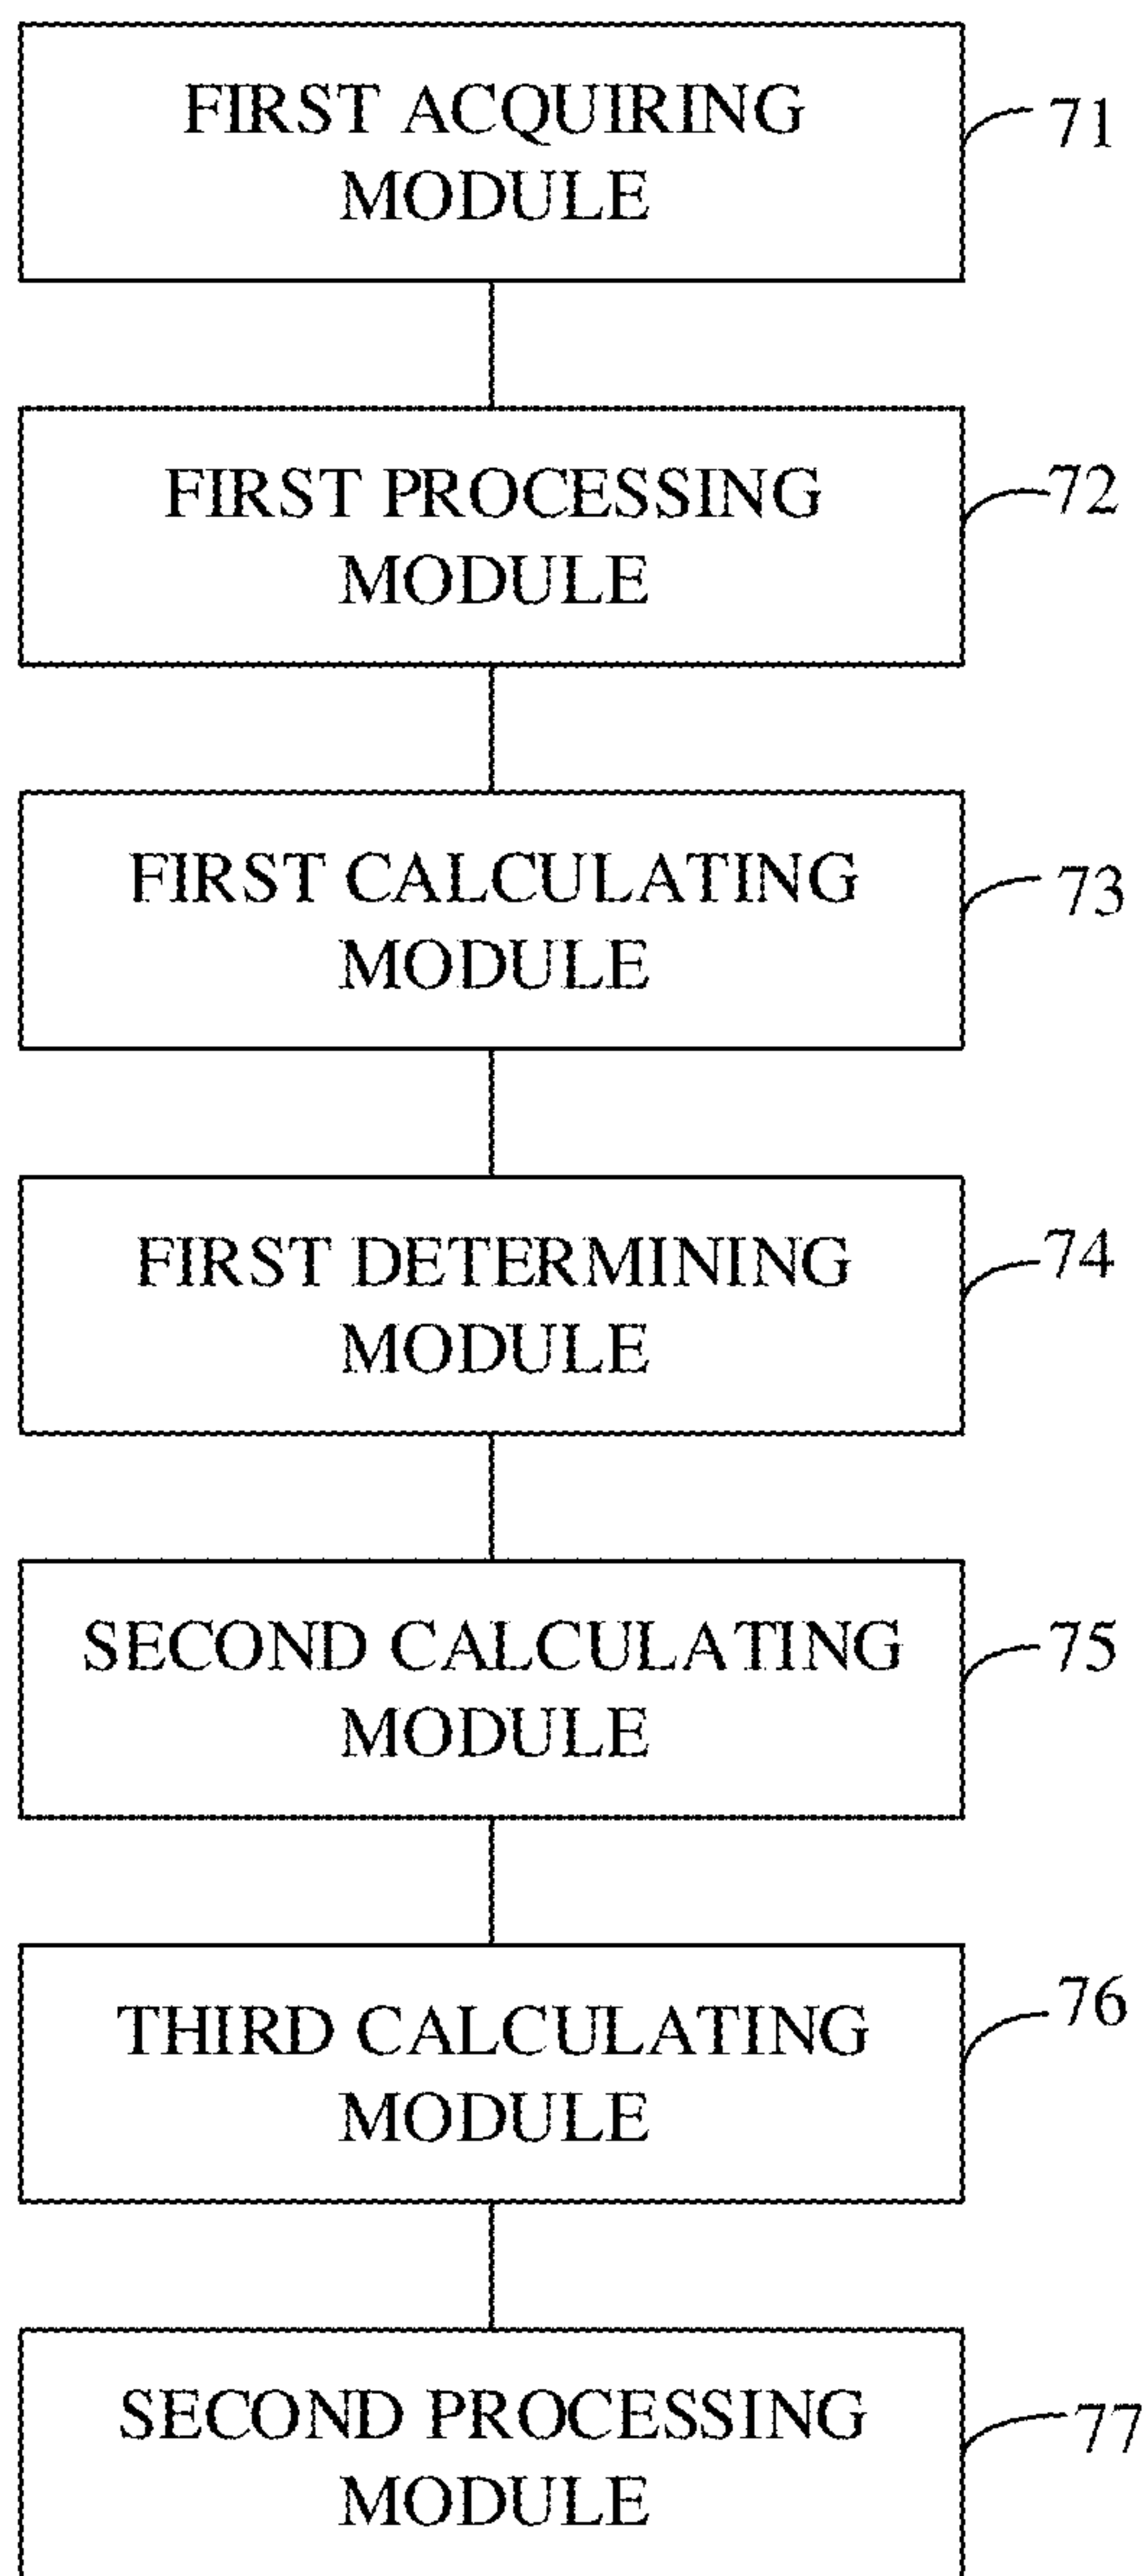 FIRST ACQUIRING
MODULE
71
FIRST PROCESSING
MODULE
72
FIRST CALCULATING
MODULE
73
FIRST DETERMINING
MODULE
74
SECOND CALCULATING
MODULE
75
THIRD CALCULATING
MODULE
76
SECOND PROCESSING
MODULE
77